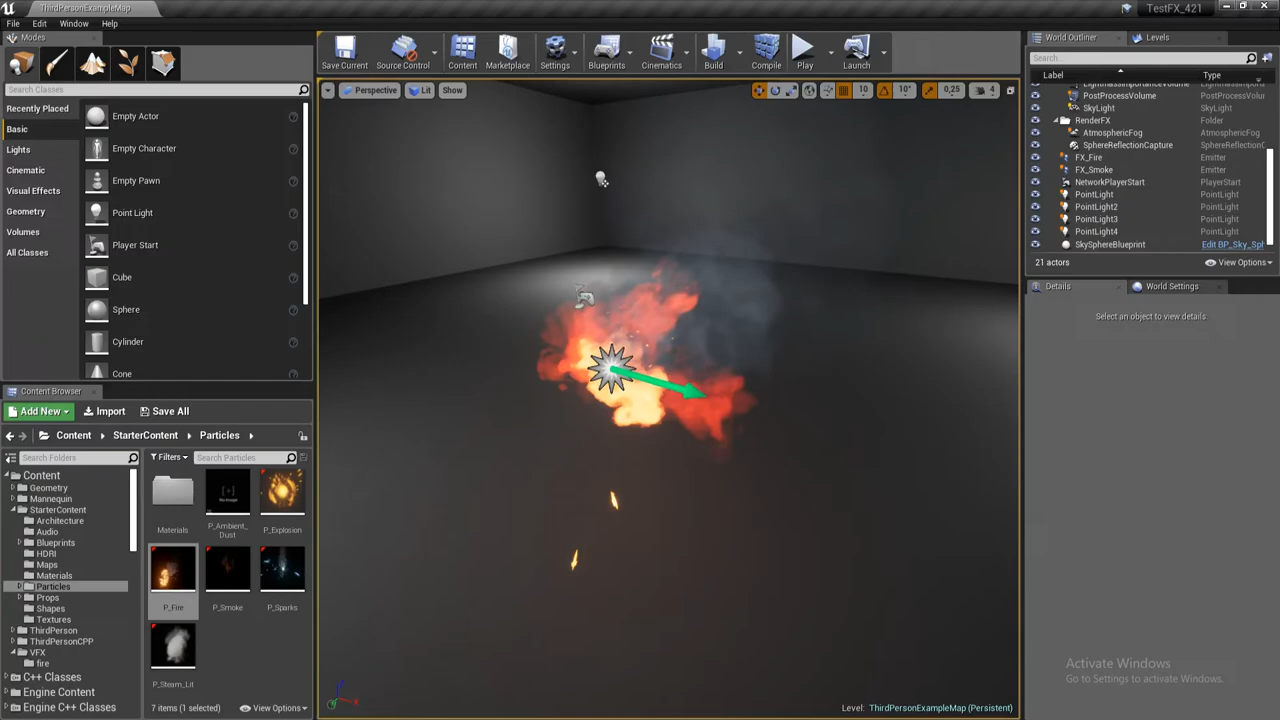 ThirdPersonExampleMap
TestFX_421
File Edit Window Help
Modes
Search Classes
Recently Placed
Basic
Lights
Cinematic
Visual Effects
Geometry
Volumes
All Classes
Empty Actor
Empty Character
Empty Pawn
Point Light
Player Start
Cube
Sphere
Cylinder
Cone
Save Current
Source Control
Content
Marketplace
Settings
Blueprints
Cinematics
Build
Compile
Play
Launch
Perspective
Lit
Show
10
10°
0,25
4
World Outliner
Levels
Search...
Label Type
PostProcessVolume PostProcessVolu
SkyLight SkyLight
RenderFX Folder
AtmosphericFog AtmosphericFog
SphereReflectionCapture SphereReflection
FX_Fire Emitter
FX_Smoke Emitter
NetworkPlayerStart PlayerStart
PointLight PointLight
PointLight2 PointLight
PointLight3 PointLight
PointLight4 PointLight
SkySphereBlueprint Edit BP_Sky_Sph
21 actors
View Options
Details
World Settings
Select an object to view details.
Content Browser
Add New
Import
Save All
Content StarterContent Particles
Search Folders
Filters
Search Particles
Content
Geometry
Mannequin
StarterContent
Architecture
Audio
Blueprints
HDRI
Maps
Materials
Particles
Props
Shapes
Textures
ThirdPerson
ThirdPersonCPP
VFX
fire
C++ Classes
Engine Content
Engine C++ Classes
Materials
P_Ambient_
Dust
P_Explosion
P_Fire
P_Smoke
P_Sparks
P_Steam_Lit
7 items (1 selected)
View Options
Level: ThirdPersonExampleMap (Persistent)
Activate Windows
Go to Settings to activate Windows.